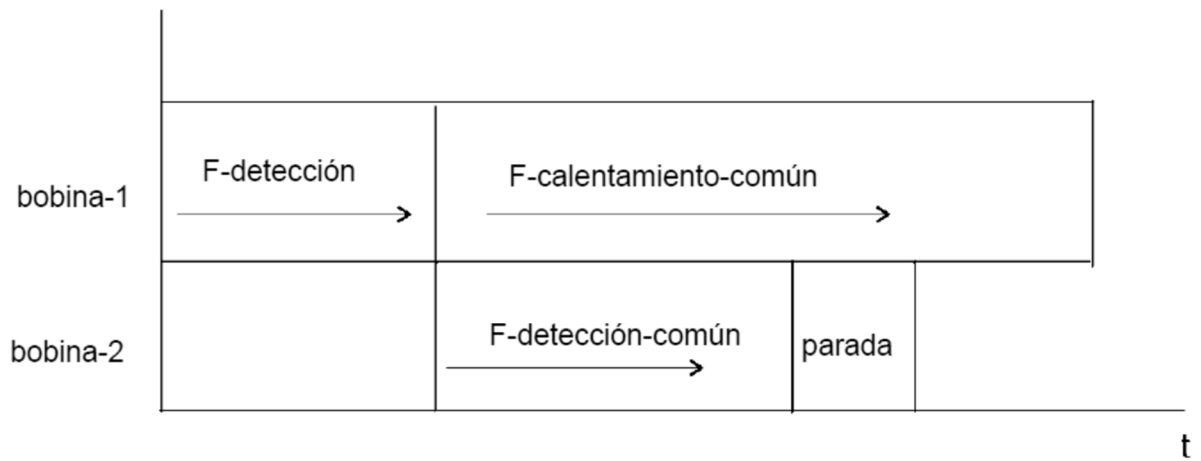 F-detección
F-calentamiento-común
bobina-1
F-detección-común
parada
bobina-2
t